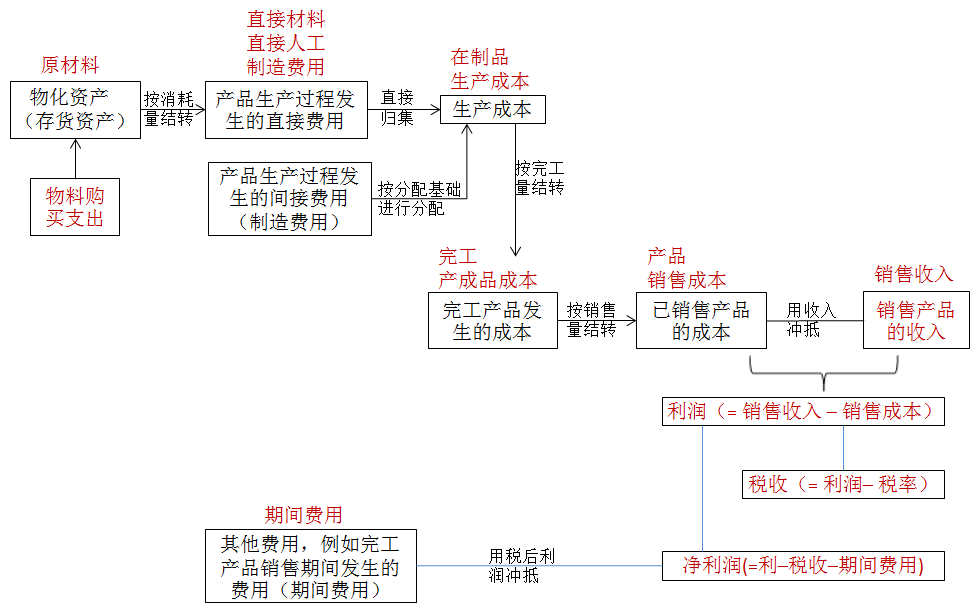 原材料
物化资产
（存货资产）
物料购
买支出
按消耗
量结转
直接材料
直接人工
制造费用
产品生产过程发
生的直接费用
直接
归集
在制品
生产成本
生产成本
产品生产过程发
生的间接费用
（制造费用）
按分配基础
进行分配
按完工
量结转
完工
产成品成本
完工产品发
生的成本
按销售
量结转
产品
销售成本
已销售产品
的成本
用收入
冲抵
销售收入
销售产品
的收入
利润（= 销售收入 – 销售成本）
税收（= 利润– 税率）
期间费用
其他费用，例如完工
产品销售期间发生的
费用（期间费用）
用税后利
润冲抵
净利润(=利–税收–期间费用)